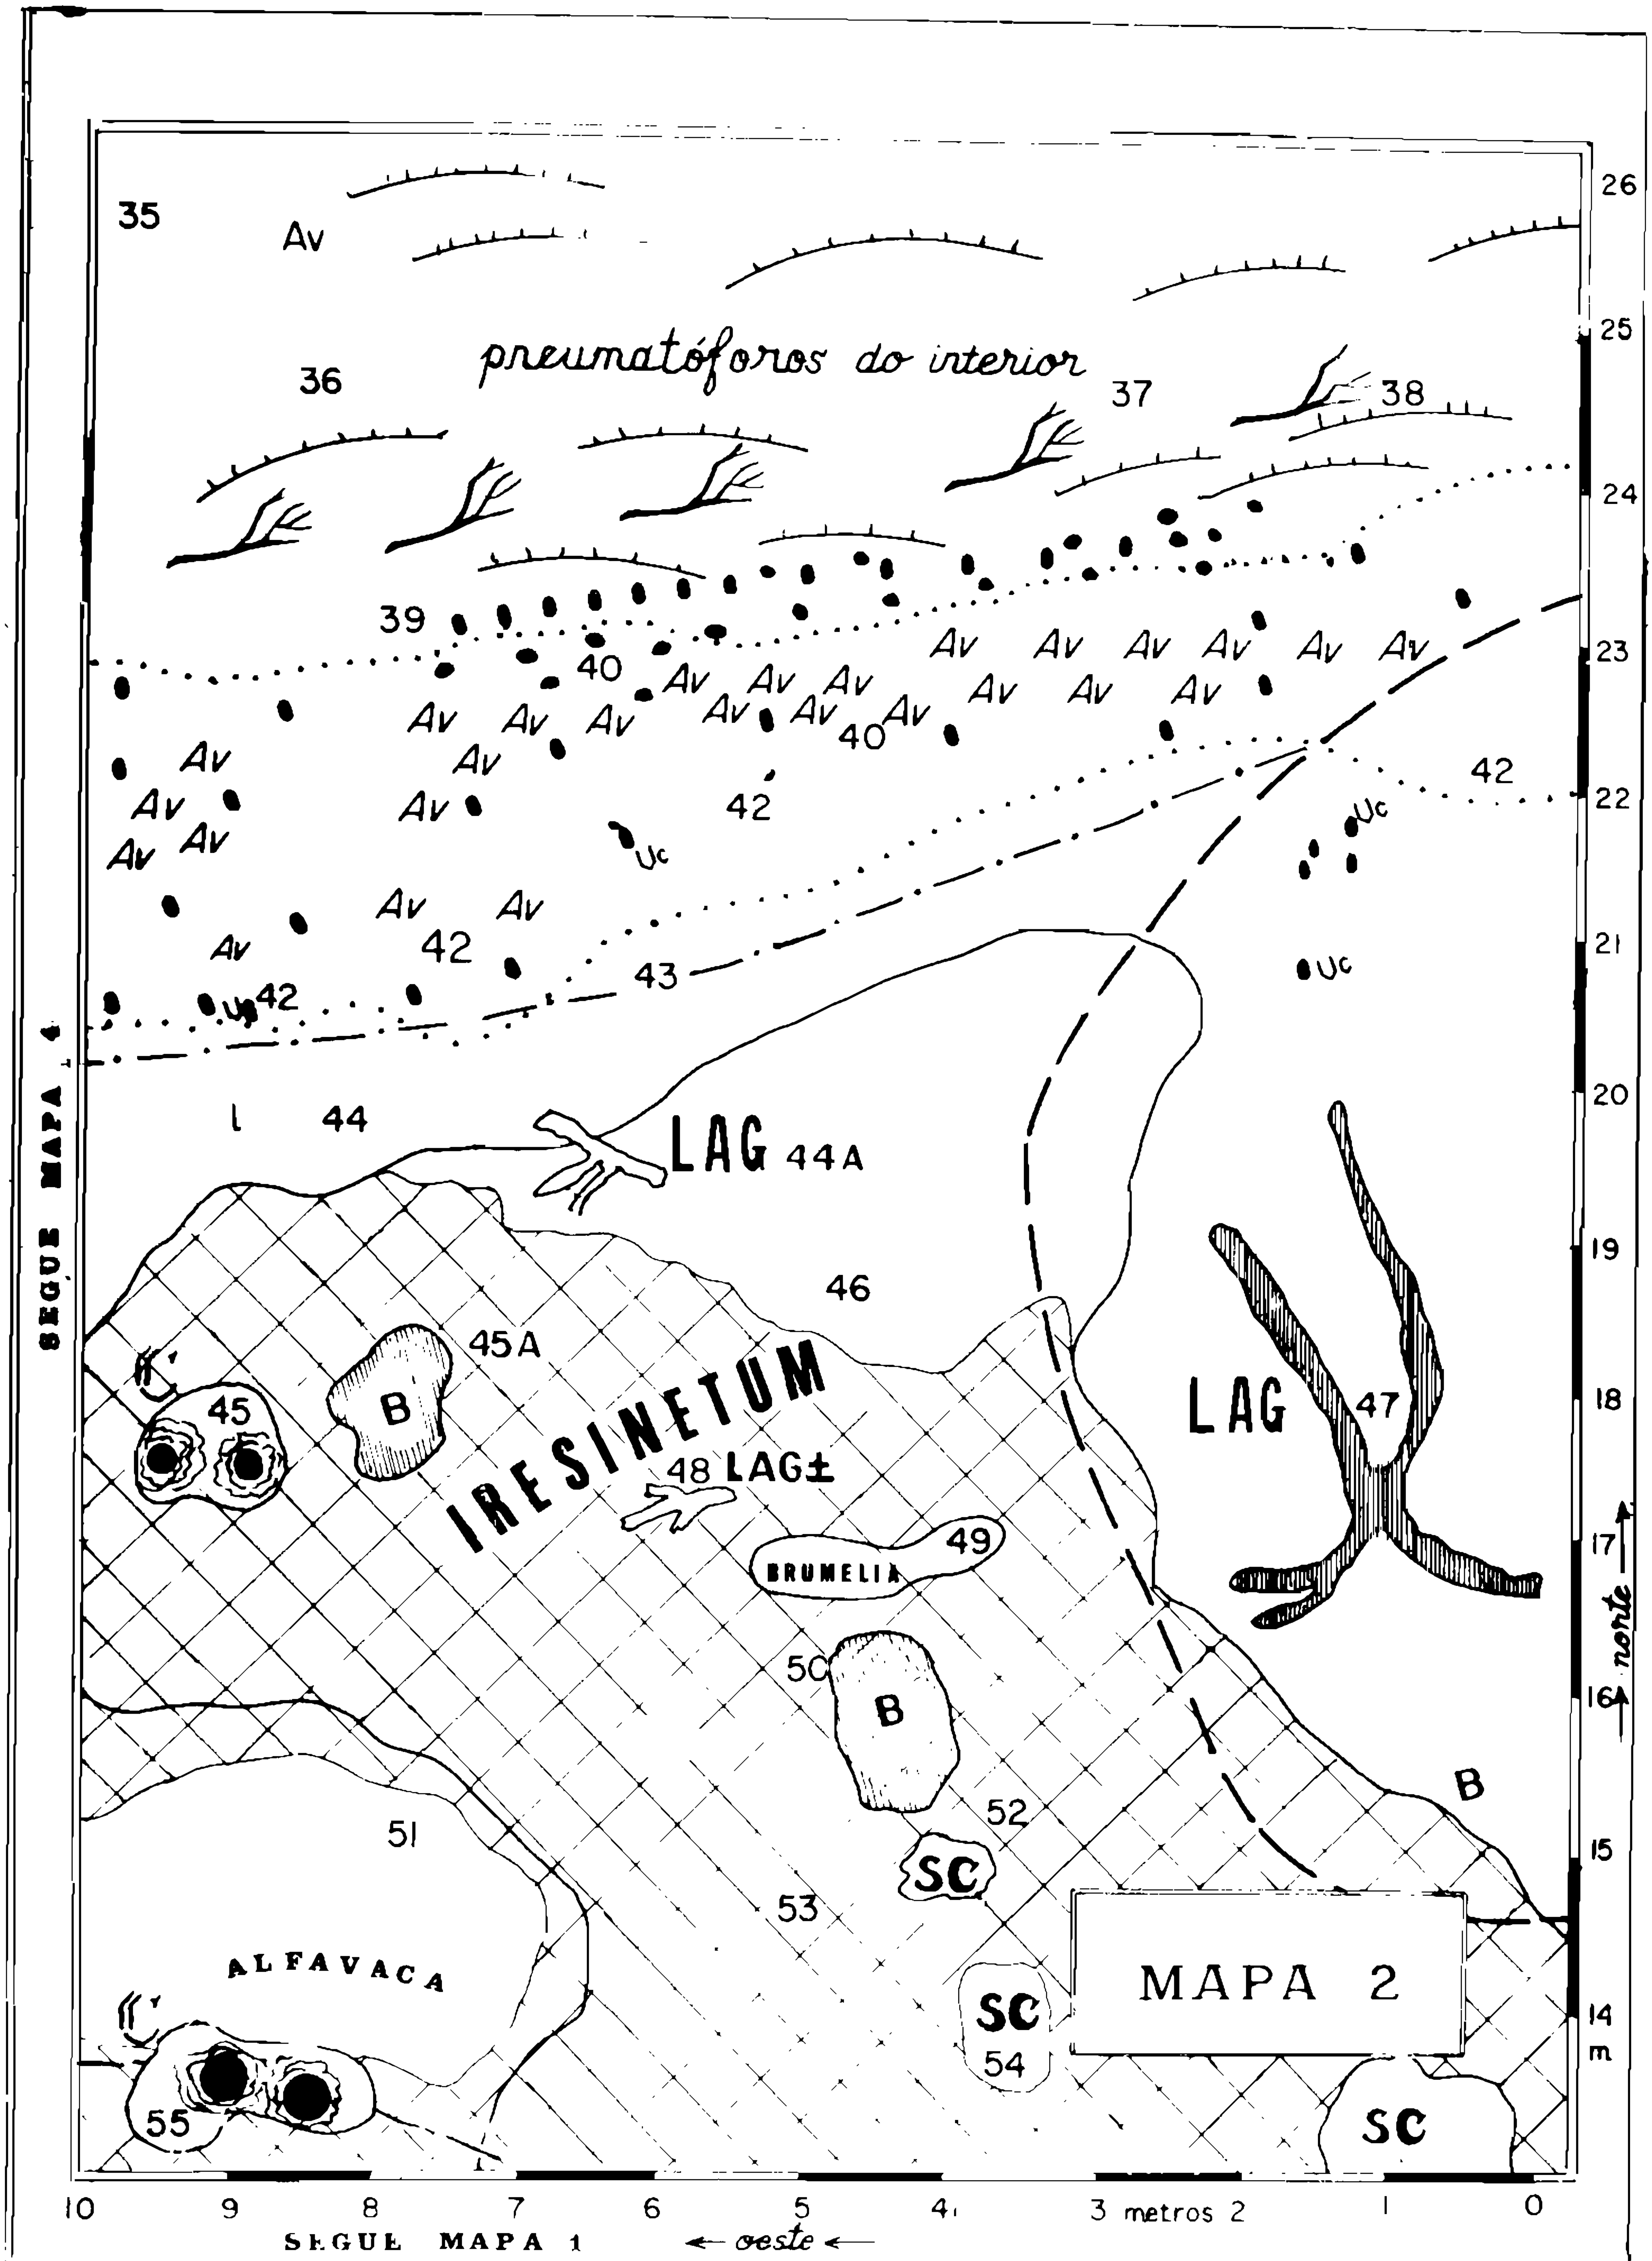 26
35
Av
25
pneumatóforos do interior
36
37
38
24
39
Av Av Av Av Av Av
23
40
Av Av Av Av Av Av
Av Av Av Av Av Av
40
Av Av
42
Av Av
42
22
Uc
Av Av
Uc
Av Av
42
21
Av
43
Uc
42
SEGUE MAPA 4
44
20
LAG 44A
19
46
45A
45
B
IRESINETUM
LAG
47
18
48 LAG±
49
17
BRUMELIA
norte
50
B
16
B
51
52
15
SC
53
ALFAVACA
MAPA 2
SC
14
m
54
55
SC
10 9 8 7 6 5 4 3 metros 2 1 0
SEGUE MAPA 1 ← oeste ←